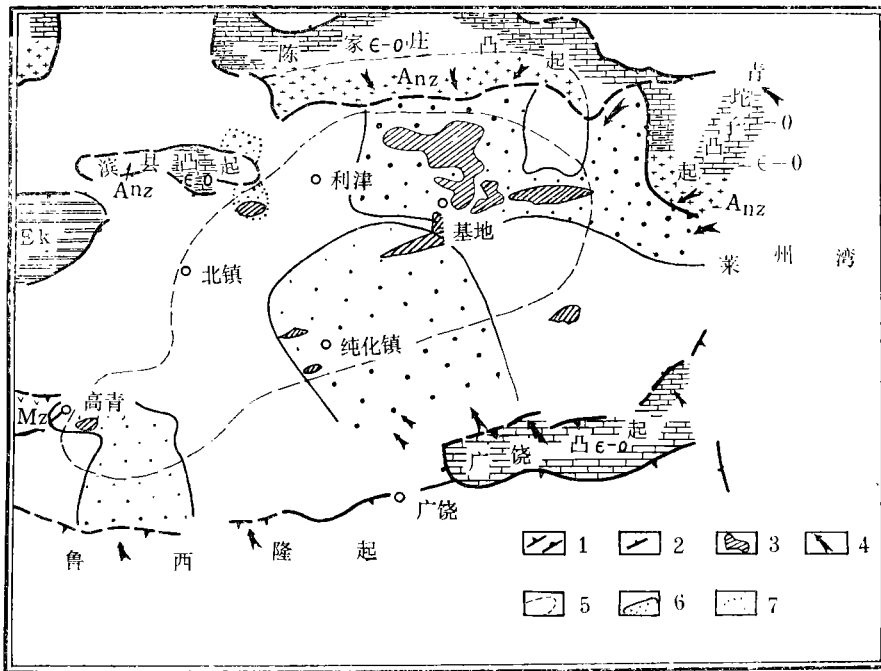 陈家庄凸起
Є-O
Anz
青坨子凸起
Є-O
Є-O
Anz
滨县凸起
Anz
Є-O
利津
Ek
基地
莱州湾
北镇
纯化镇
高青
Mz
广饶凸起
Є-O
广饶
鲁西隆起
1 2 3 4
5 6 7